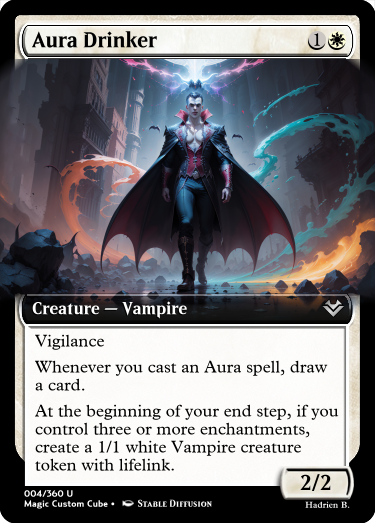 Aura Drinker 1
Creature — Vampire
Vigilance
Whenever you cast an Aura spell, draw
a card.
At the beginning of your end step, if you
control three or more enchantments,
create a 1/1 white Vampire creature
token with lifelink.
2/2
004/360 U
Magic Custom Cube • Stable Diffusion
Hadrien B.